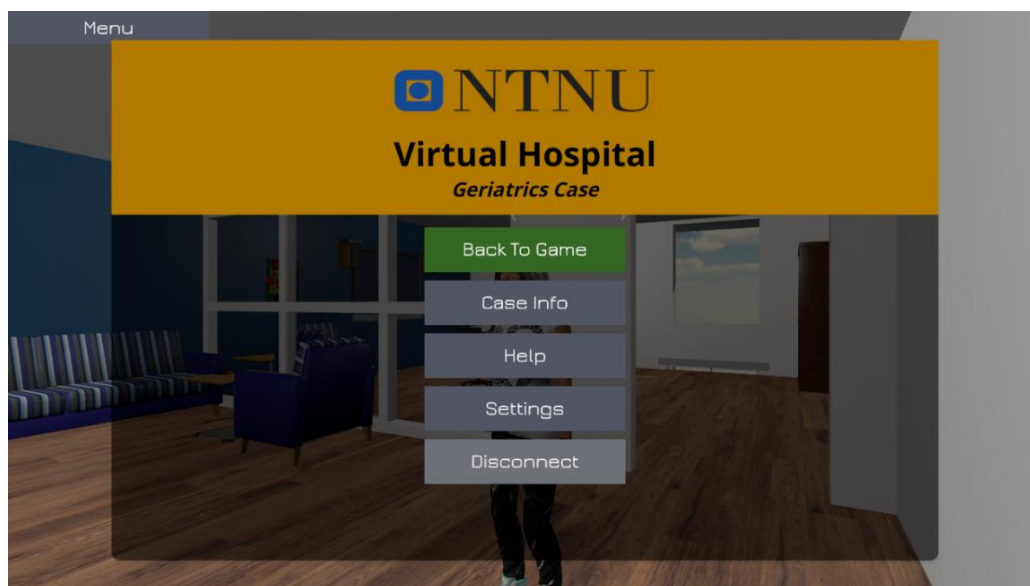 Menu
NTNU
Virtual Hospital
Geriatrics Case
Back To Game
Case Info
Help
Settings
Disconnect